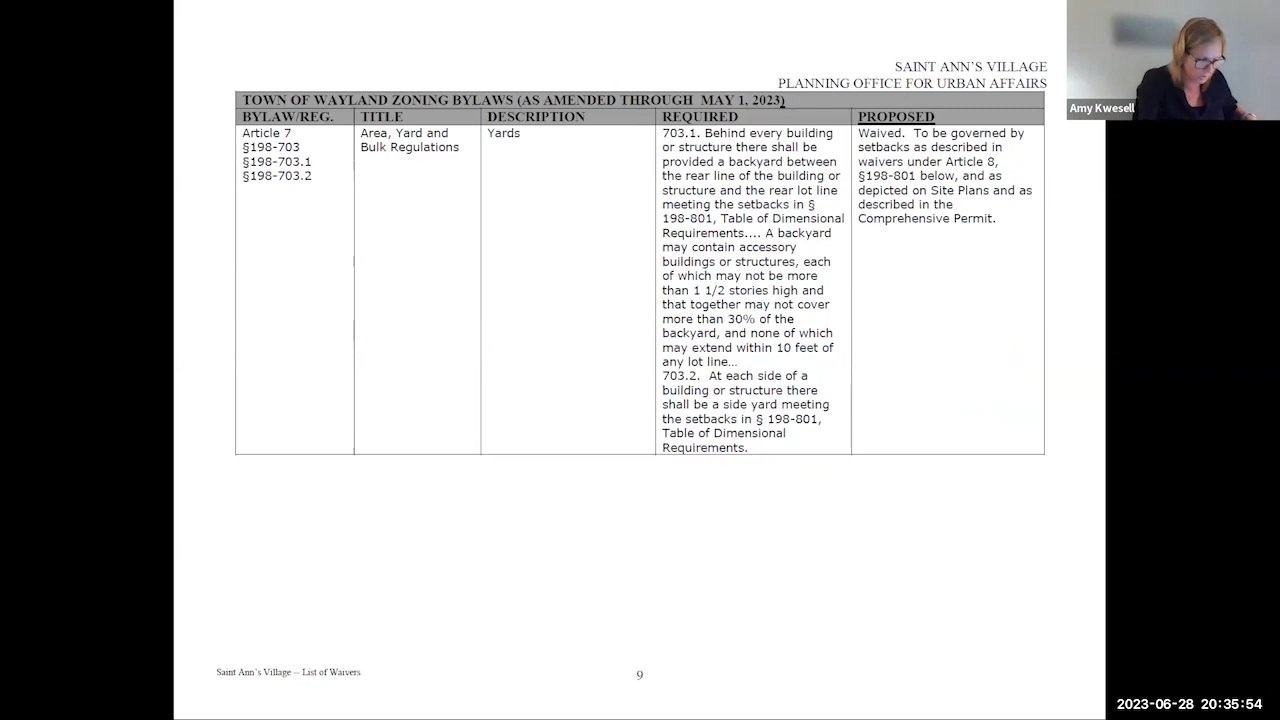 SAINT ANN'S VILLAGE
PLANNING OFFICE FOR URBAN AFFAIRS
TOWN OF WAYLAND ZONING BYLAWS (AS AMENDED THROUGH MAY 1, 2023)
BYLAW/REG. TITLE DESCRIPTION REQUIRED PROPOSED
Article 7
§198-703
§198-703.1
§198-703.2
Area, Yard and
Bulk Regulations
Yards
703.1. Behind every building
or structure there shall be
provided a backyard between
the rear line of the building or
structure and the rear lot line
meeting the setbacks in §
198-801, Table of Dimensional
Requirements.... A backyard
may contain accessory
buildings or structures, each
of which may not be more
than 1 1/2 stories high and
that together may not cover
more than 30% of the
backyard, and none of which
may extend within 10 feet of
any lot line…
703.2. At each side of a
building or structure there
shall be a side yard meeting
the setbacks in § 198-801,
Table of Dimensional
Requirements.
Waived. To be governed by
setbacks as described in
waivers under Article 8,
§198-801 below, and as
depicted on Site Plans and as
described in the
Comprehensive Permit.
Saint Ann's Village – List of Waivers
9
Amy Kwesell
2023-06-28 20:35:54